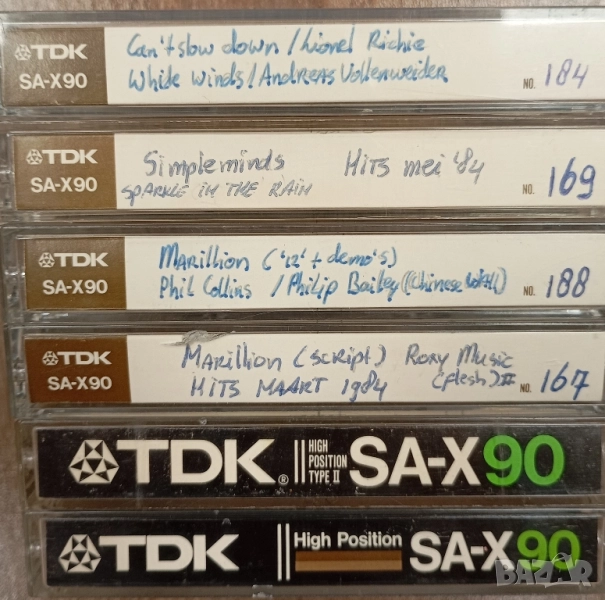 TDK
SA-X90
Can't slow down / Lionel Richie
White Winds / Andreas Vollenweider
NO. 184
TDK
SA-X90
Simpleminds Hits mei '84
SPARKLE IN THE RAIN
NO. 169
TDK
SA-X90
Marillion ('12' + demo's)
Phil Collins / Philip Bailey (Chinese Wall)
NO. 188
TDK
SA-X90
Marillion (script) Roxy Music
HITS MAART 1984 (flesh) II
NO. 167
TDK® HIGH POSITION TYPE II SA-X90
TDK High Position SA-X90
BAZAR